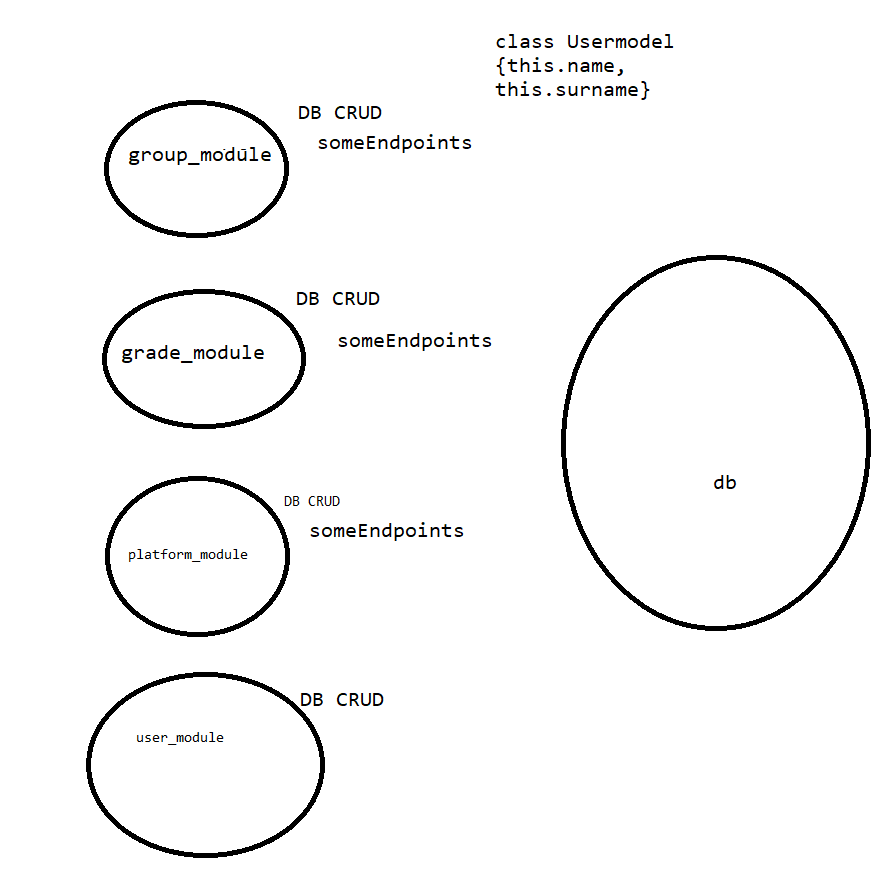 class Usermodel
{this.name,
this.surname}
DB CRUD
someEndpoints
group_module
DB CRUD
someEndpoints
grade_module
DB CRUD
someEndpoints
platform_module
db
DB CRUD
user_module